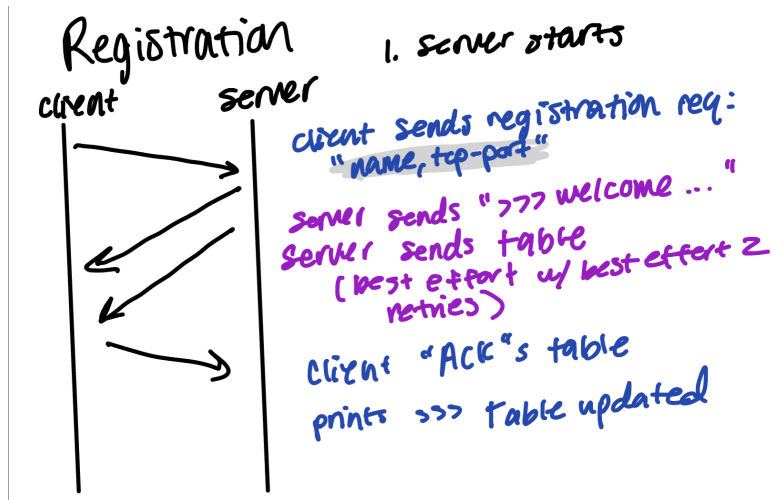 Registration
1. server starts
client
server
client sends registration req:
"name, tcp-port"
server sends ">>> welcome ..."
server sends table
(best effort w/ best effort 2
retries)
client "ACK"s table
prints >>> Table updated